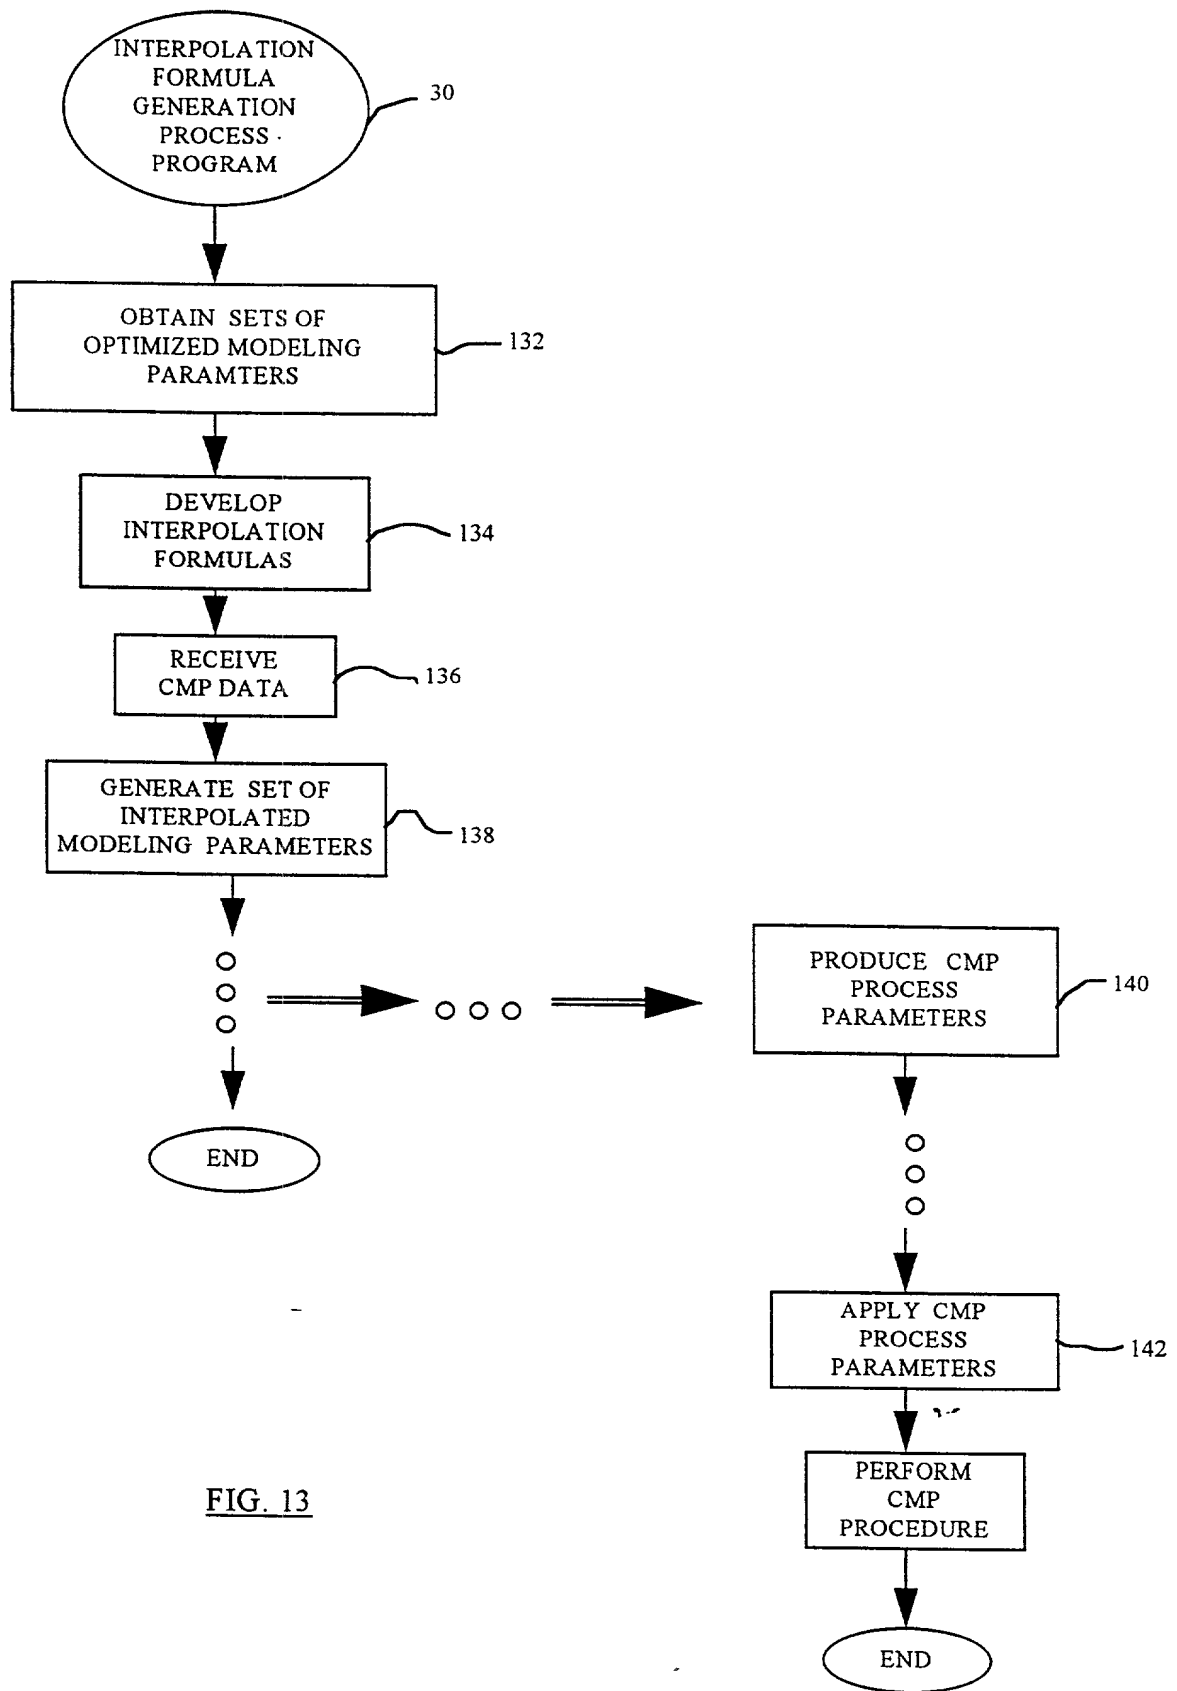 INTERPOLATION
FORMULA
GENERATION
PROCESS
PROGRAM
30
OBTAIN SETS OF
OPTIMIZED MODELING
PARAMTERS
132
DEVELOP
INTERPOLATION
FORMULAS
134
RECEIVE
CMP DATA
136
GENERATE SET OF
INTERPOLATED
MODELING PARAMETERS
138
END
PRODUCE CMP
PROCESS
PARAMETERS
140
APPLY CMP
PROCESS
PARAMETERS
142
PERFORM
CMP
PROCEDURE
END
FIG. 13